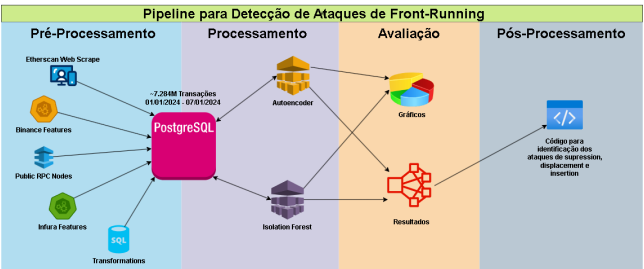 Pipeline para Detecção de Ataques de Front-Running
Pré-Processamento
Processamento
Avaliação
Pós-Processamento
Etherscan Web Scrape
~7.284M Transações
01/01/2024 - 07/01/2024
PostgreSQL
Binance Features
Public RPC Nodes
Infura Features
SQL
Transformations
Autoencoder
Isolation Forest
Gráficos
Resultados
Código para
identificação dos
ataques de supression,
displacement e
insertion